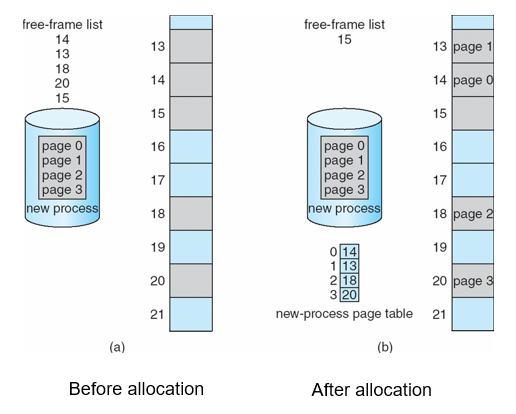 free-frame list
14
13
18
20
15
page 0
page 1
page 2
page 3
new process
13
14
15
16
17
18
19
20
21
(a)
Before allocation
free-frame list
15
page 0
page 1
page 2
page 3
new process
0 14
1 13
2 18
3 20
new-process page table
13 page 1
14 page 0
15
16
17
18 page 2
19
20 page 3
21
(b)
After allocation